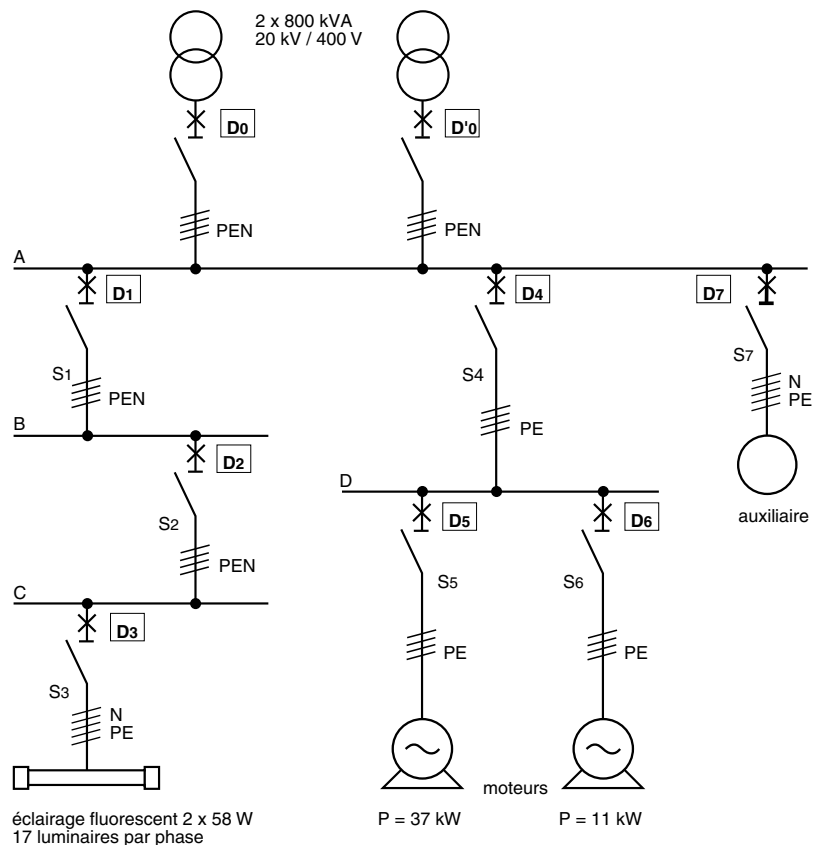 2 x 800 kVA
20 kV / 400 V
D0
D'0
PEN
PEN
A
D1
D4
D7
S1
PEN
S4
PE
S7
N
PE
B
D2
D
D5
D6
auxiliaire
S2
PEN
S5
S6
C
D3
PE
PE
S3
N
PE
moteurs
éclairage fluorescent 2 x 58 W
17 luminaires par phase
P = 37 kW
P = 11 kW